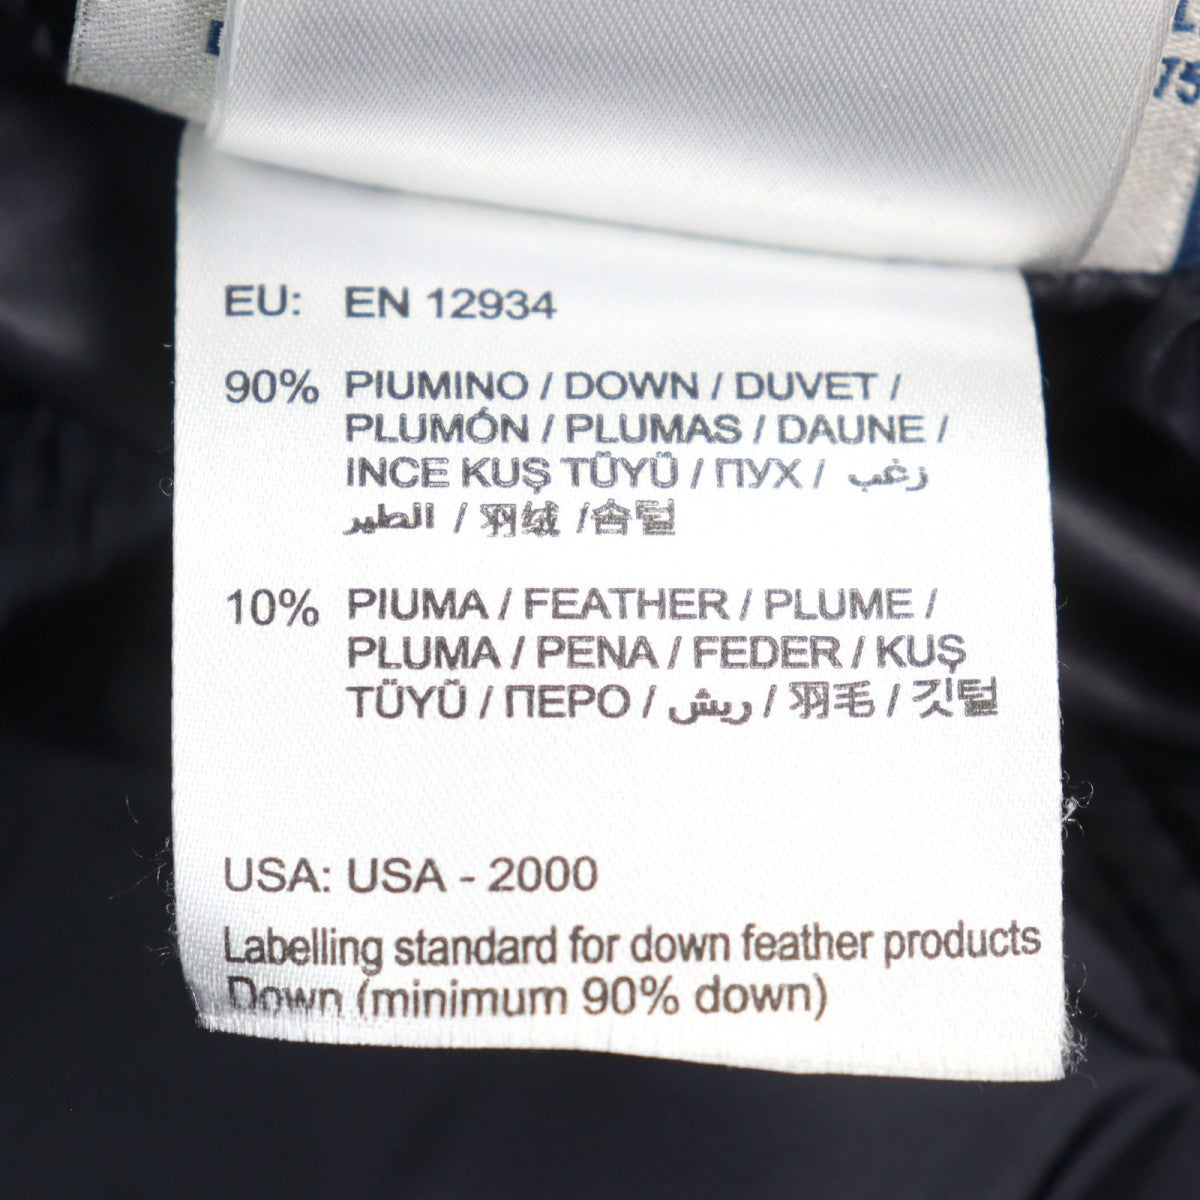 15
EU: EN 12934
90% PIUMINO / DOWN / DUVET /
PLUMÓN / PLUMAS / DAUNE /
INCE KUŞ TÜYÜ / ПУХ / زغب
الطير / 羽绒 /솜털
10% PIUMA / FEATHER / PLUME /
PLUMA / PENA / FEDER / KUŞ
TÜYÜ / ПЕРО / ريش / 羽毛 / 깃털
USA: USA - 2000
Labelling standard for down feather products
Down (minimum 90% down)